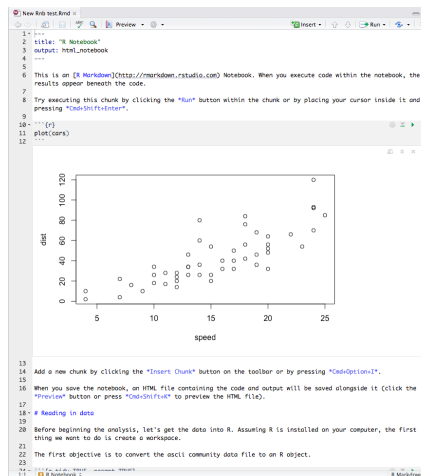 New Rnb test.Rmd
Preview
Insert
Run
1 ---
2 title: "R Notebook"
3 output: html_notebook
4 ---
5
6 This is an [R Markdown](http://rmarkdown.rstudio.com) Notebook. When you execute code within the notebook, the
results appear beneath the code.
7
8 Try executing this chunk by clicking the *Run* button within the chunk or by placing your cursor inside it and
pressing *Cmd+Shift+Enter*.
9
10 ```{r}
11 plot(cars)
12 ```
dist
0 20 40 60 80 100 120
5 10 15 20 25
speed
13
14 Add a new chunk by clicking the *Insert Chunk* button on the toolbar or by pressing *Cmd+Option+I*.
15
16 When you save the notebook, an HTML file containing the code and output will be saved alongside it (click the
*Preview* button or press *Cmd+Shift+K* to preview the HTML file).
17
18 # Reading in data
19
20 Before beginning the analysis, let's get the data into R. Assuming R is installed on your computer, the first
thing we want to do is create a workspace.
21
22 The first objective is to convert the ascii community data file to an R object.
23
1:1 R Notebook R Markdown